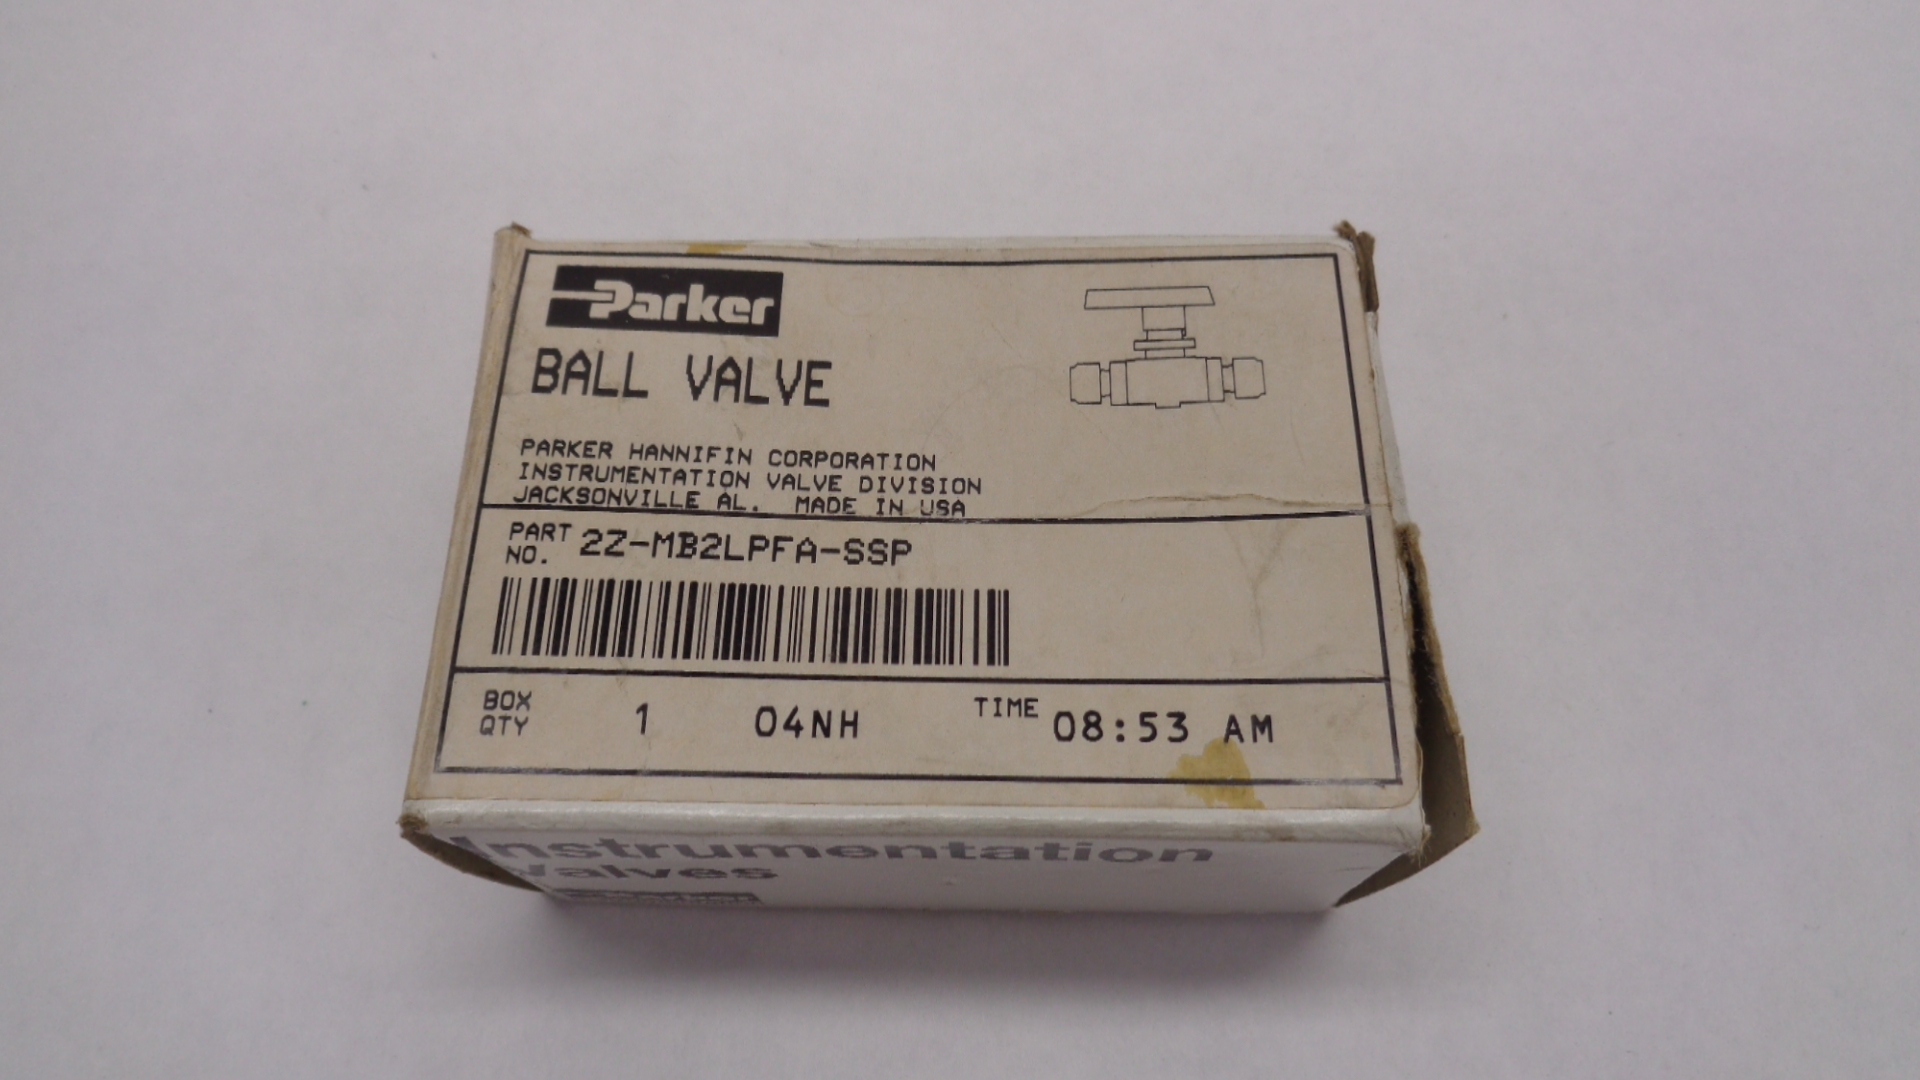 Parker
BALL VALVE
PARKER HANNIFIN CORPORATION
INSTRUMENTATION VALVE DIVISION
JACKSONVILLE AL. MADE IN USA
PART NO. 2Z-MB2LPFA-SSP
BOX QTY 1 04NH TIME 08:53 AM
Instrumentation
Valves
Parker